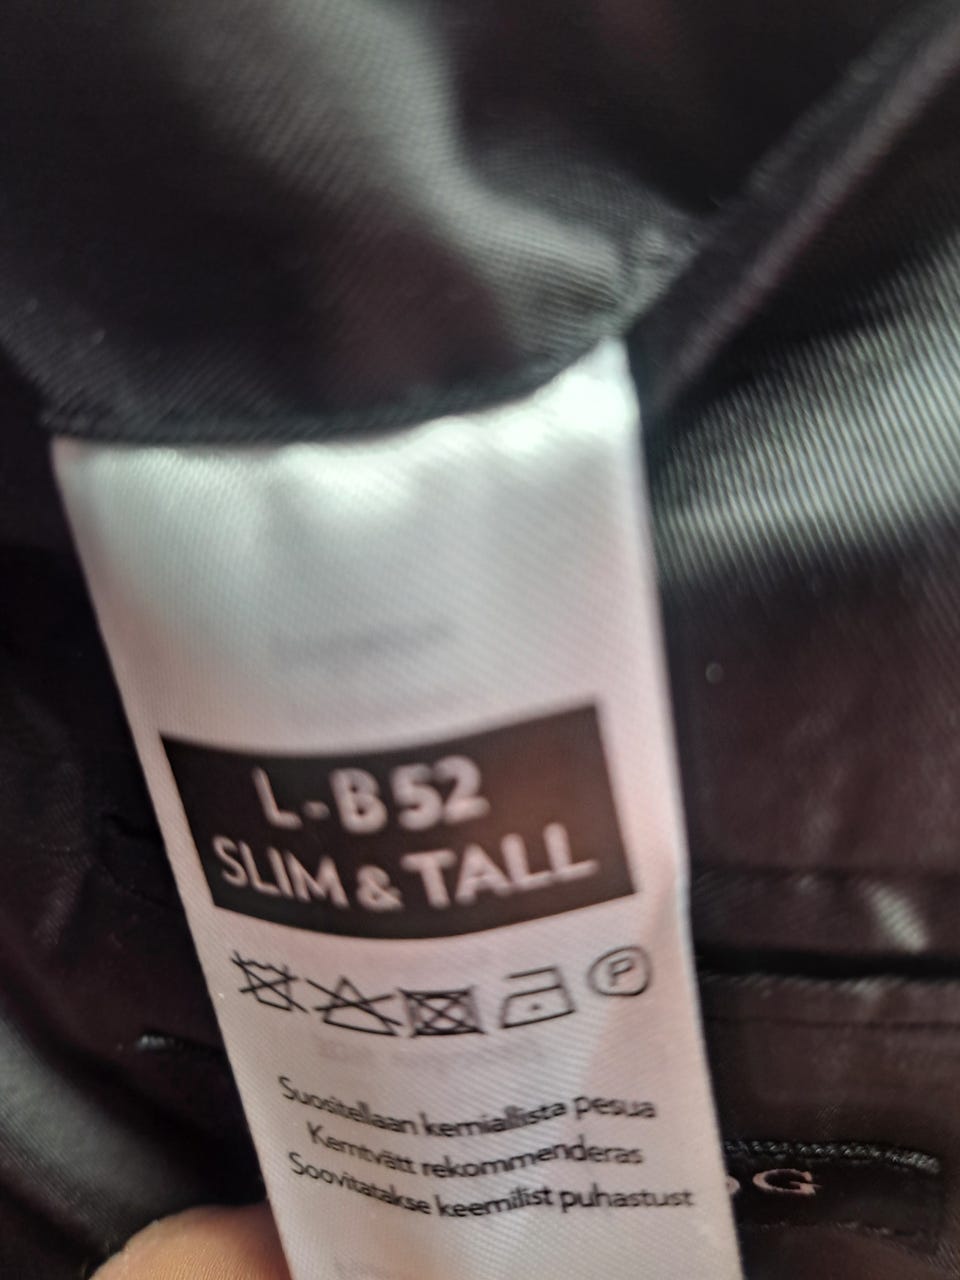 L-B52
SLIM & TALL
P
Suositellaan kemiallista pesua
Kemtvätt rekommenderas
Soovitatakse keemilist puhastust
G